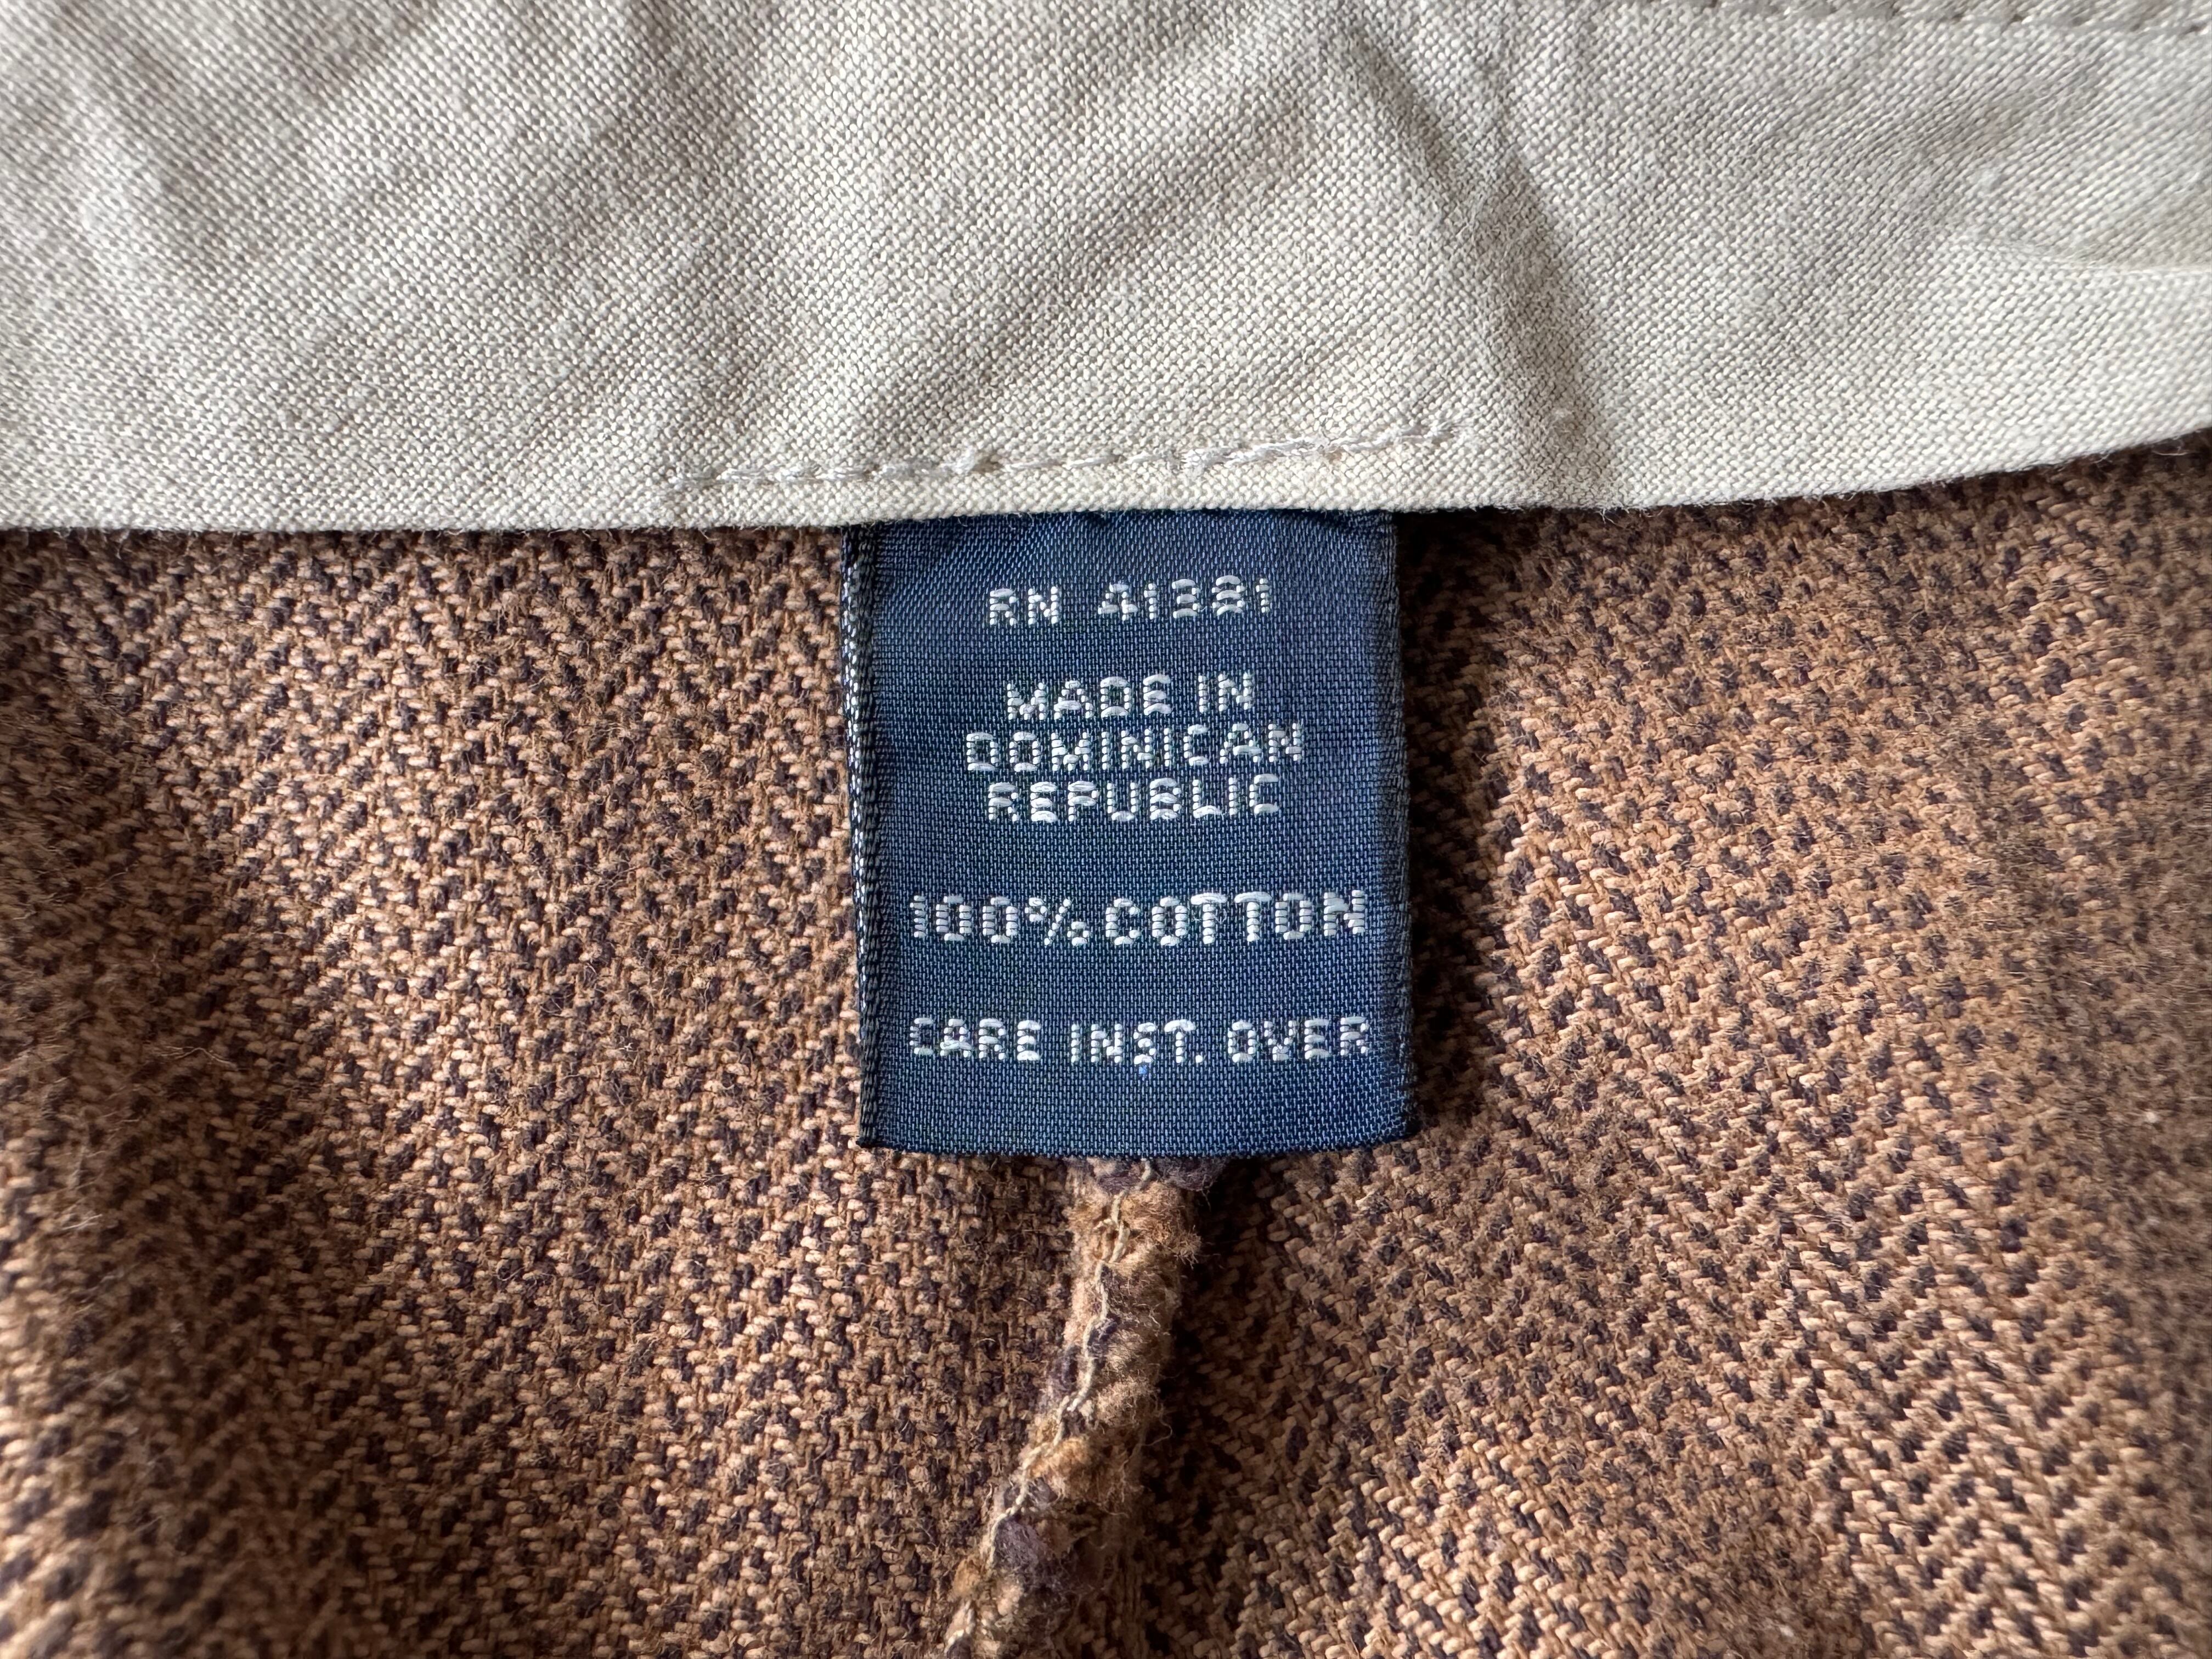 RN 41381
MADE IN
DOMINICAN
REPUBLIC
100% COTTON
CARE INST. OVER